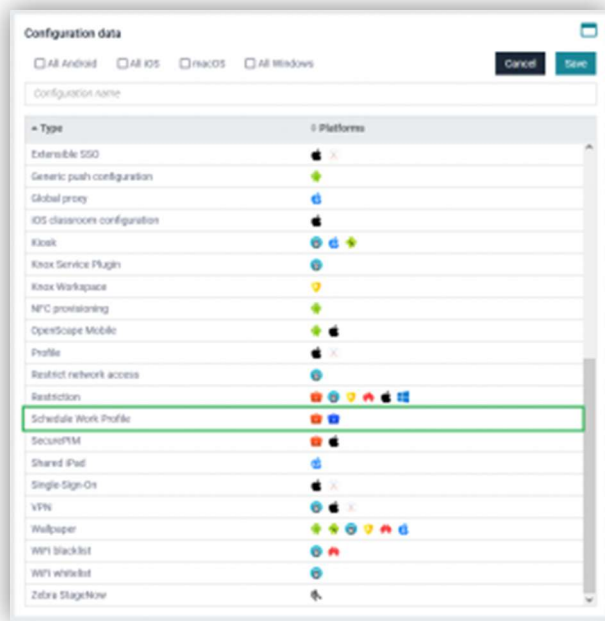 Configuration data
All Android All iOS macOS All Windows Cancel Save
Configuration name
Type Platforms
Extensible SSO
Generic push configuration
Global proxy
iOS classroom configuration
Kiosk
Knox Service Plugin
Knox Workspace
NFC provisioning
OpenScape Mobile
Profile
Restrict network access
Restriction
Schedule Work Profile
SecurePIM
Shared iPad
Single-Sign-On
VPN
Wallpaper
WiFi blacklist
WiFi whitelist
Zebra StageNow